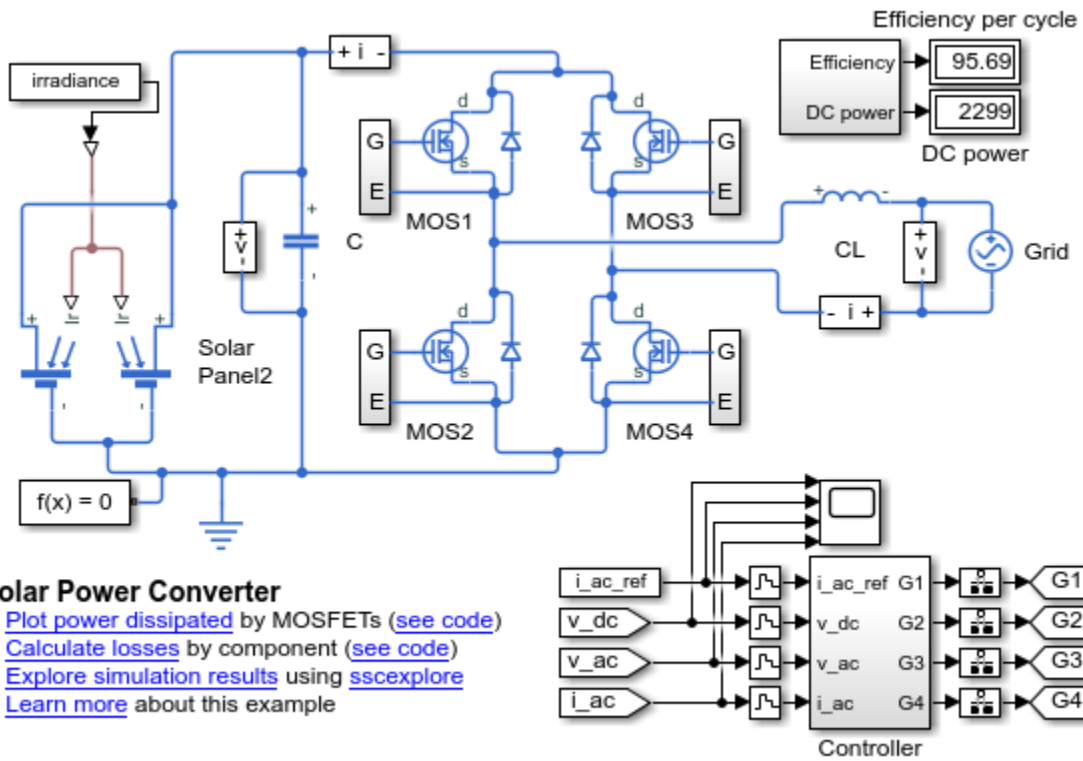 Efficiency per cycle
irradiance
+ i -
Efficiency
95.69
DC power
2299
DC power
d
d
G
G
s
s
E
E
MOS1
MOS3
+ -
+
+ v -
C
-
CL
+ v -
Grid
- i +
Ir
Ir
+
+
d
d
Solar
Panel2
G
G
s
s
-
-
E
E
MOS2
MOS4
f(x) = 0
olar Power Converter
Plot power dissipated by MOSFETs (see code)
Calculate losses by component (see code)
Explore simulation results using sscexplore
Learn more about this example
i_ac_ref
i_ac_ref G1
G1
v_dc
v_dc G2
G2
v_ac
v_ac G3
G3
i_ac
i_ac G4
G4
Controller